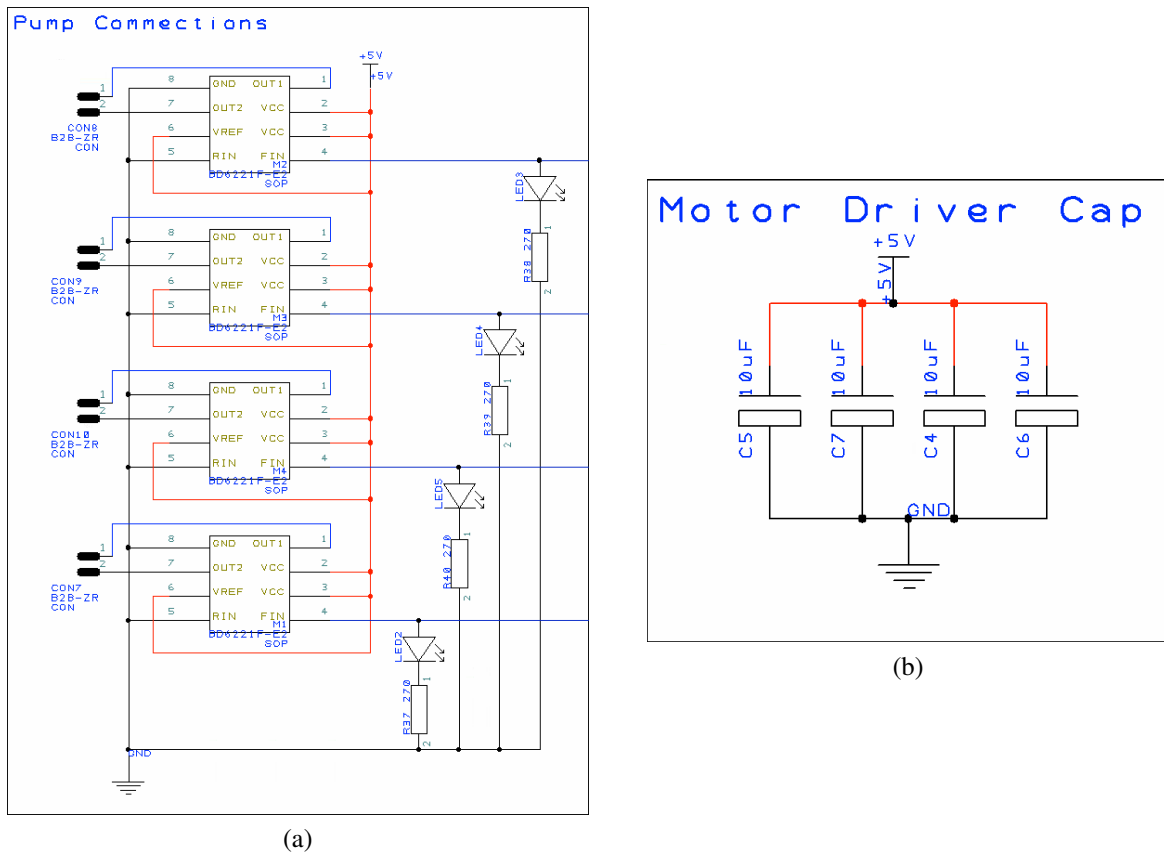 Pump Commections
+5V
+5V
8 GND OUT1 1
7 OUT2 VCC 2
6 VREF VCC 3
5 RIN FIN 4
M2
BD6221F-E2
SOP
1
2
CON8
B2B-ZR
CON
LED3
1
R38 270
2
8 GND OUT1 1
7 OUT2 VCC 2
6 VREF VCC 3
5 RIN FIN 4
M3
BD6221F-E2
SOP
1
2
CON9
B2B-ZR
CON
LED4
1
R39 270
2
8 GND OUT1 1
7 OUT2 VCC 2
6 VREF VCC 3
5 RIN FIN 4
M4
BD6221F-E2
SOP
1
2
CON10
B2B-ZR
CON
LED5
1
R40 270
2
8 GND OUT1 1
7 OUT2 VCC 2
6 VREF VCC 3
5 RIN FIN 4
M1
BD6221F-E2
SOP
1
2
CON7
B2B-ZR
CON
LED2
1
R37 270
2
GND
(a)
Motor Driver Cap
+5V
+5V
10uF
10uF
10uF
10uF
C5
C7
C4
C6
GND
(b)